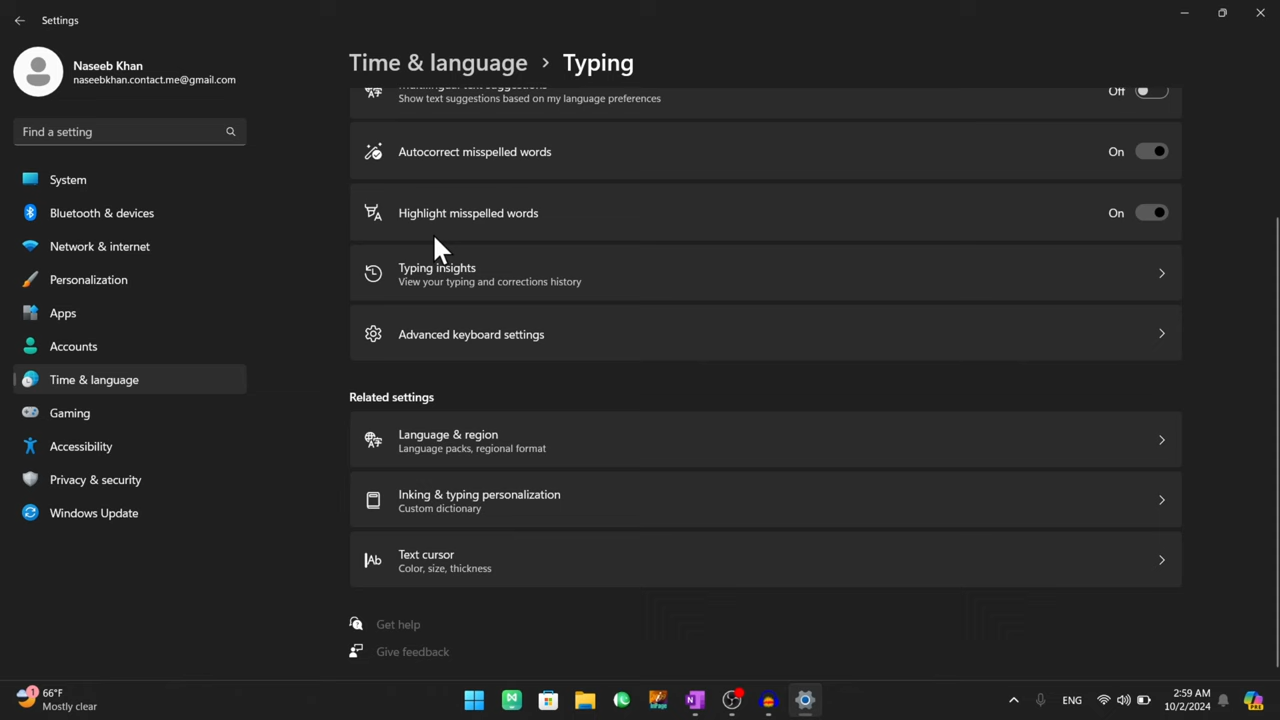 Settings
Naseeb Khan
naseebkhan.contact.me@gmail.com
Find a setting
System
Bluetooth & devices
Network & internet
Personalization
Apps
Accounts
Time & language
Gaming
Accessibility
Privacy & security
Windows Update
Time & language > Typing
Multilingual text suggestions
Show text suggestions based on my language preferences
Off
Autocorrect misspelled words
On
Highlight misspelled words
On
Typing insights
View your typing and corrections history
Advanced keyboard settings
Related settings
Language & region
Language packs, regional format
Inking & typing personalization
Custom dictionary
Text cursor
Color, size, thickness
Get help
Give feedback
1
66°F
Mostly clear
ENG
2:59 AM
10/2/2024